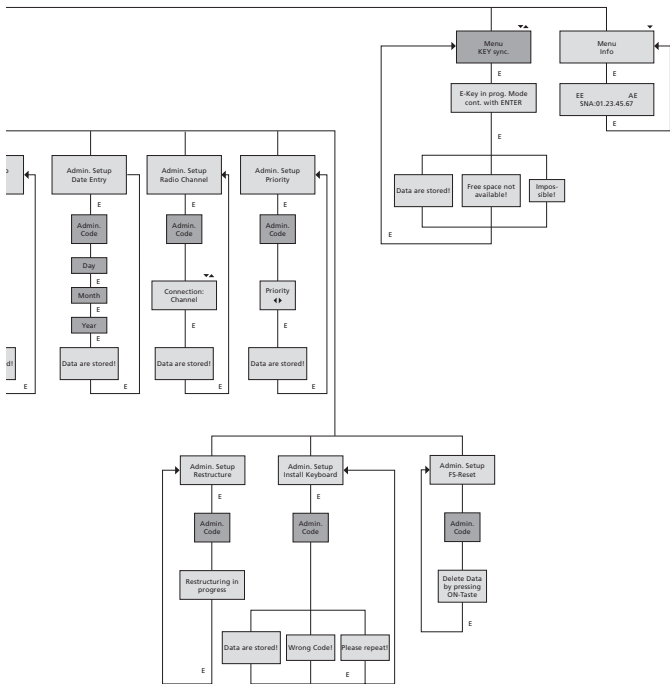 Menu
KEY sync.
Menu
Info
E
E
E-Key in prog. Mode
cont. with ENTER
EE AE
SNA:01.23.45.67
E
E
Data are stored!
Free space not
available!
Impos-
sible!
E
Admin. Setup
Date Entry
Admin. Setup
Radio Channel
Admin. Setup
Priority
E
E
E
Admin.
Code
Admin.
Code
Admin.
Code
Day
E
Month
E
Year
E
Connection:
Channel
E
Priority
E
d!
Data are stored!
Data are stored!
Data are stored!
E
E
E
E
Admin. Setup
Restructure
Admin. Setup
Install Keyboard
Admin. Setup
FS-Reset
E
E
Admin.
Code
Admin.
Code
Admin.
Code
Restructuring in
progress
Delete Data
by pressing
ON-Taste
E
Data are stored!
Wrong Code!
Please repeat!
E
E